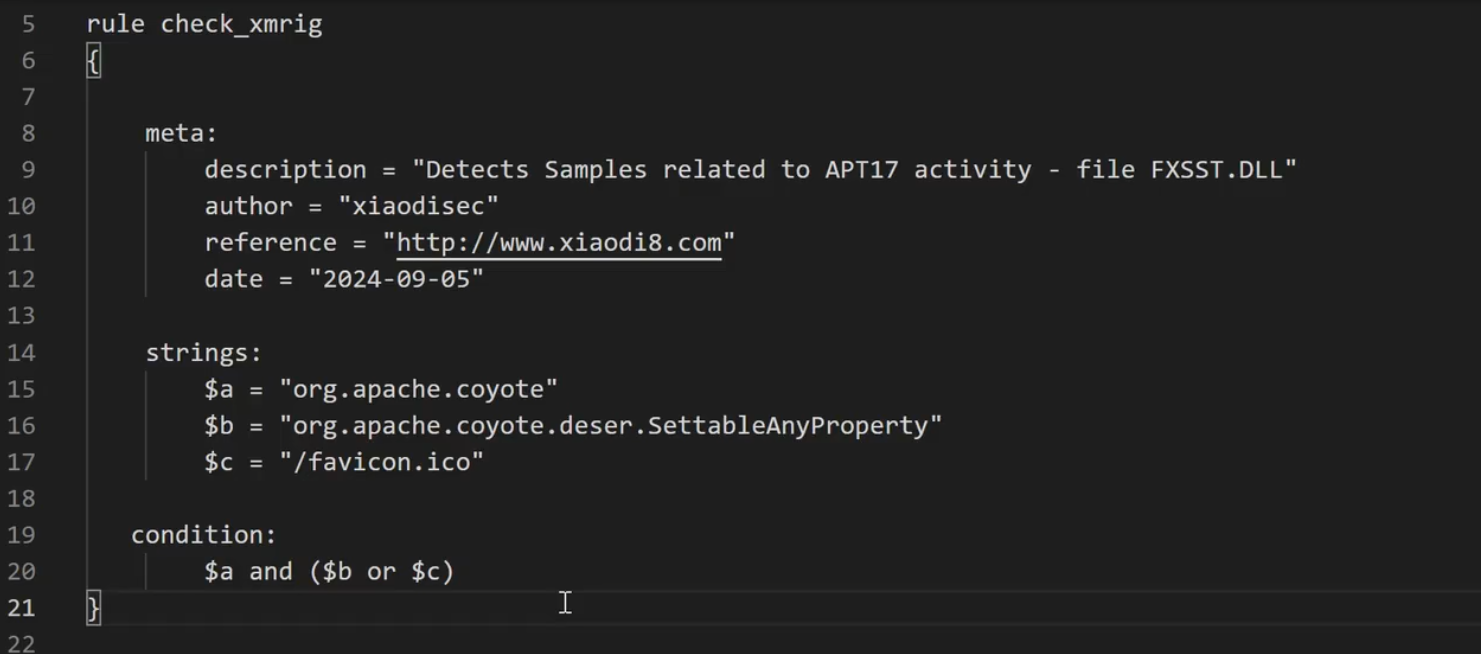 5 rule check_xmrig
6 {
7
8 meta:
9 description = "Detects Samples related to APT17 activity - file FXSST.DLL"
10 author = "xiaodisec"
11 reference = "http://www.xiaodi8.com"
12 date = "2024-09-05"
13
14 strings:
15 $a = "org.apache.coyote"
16 $b = "org.apache.coyote.deser.SettableAnyProperty"
17 $c = "/favicon.ico"
18
19 condition:
20 $a and ($b or $c)
21 }
22